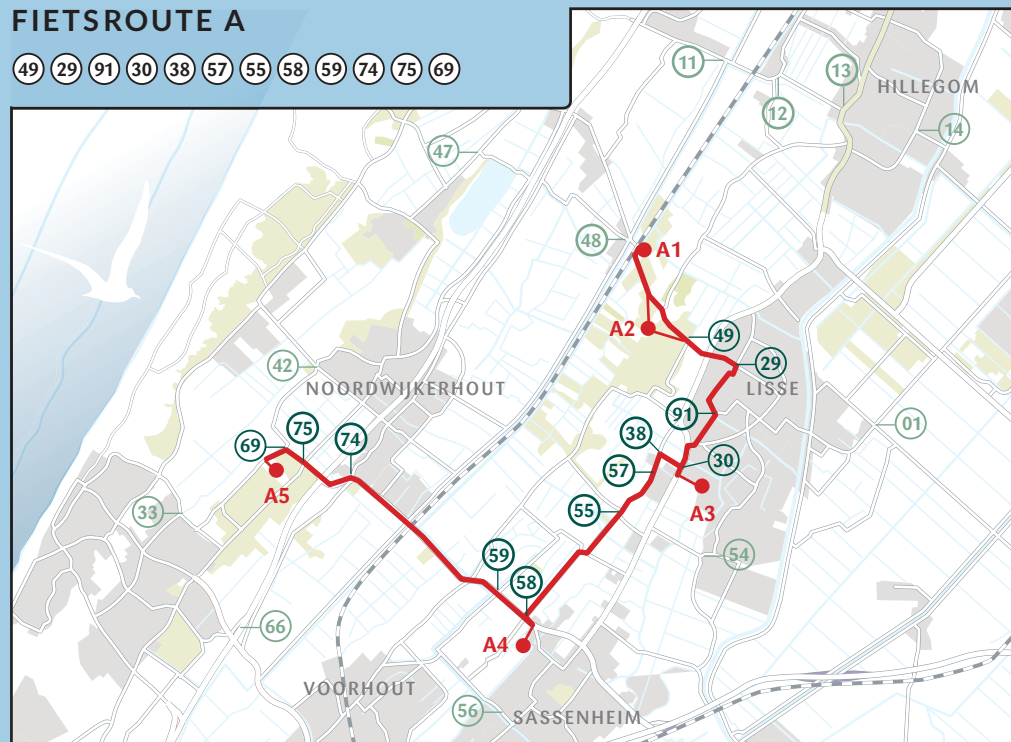 FIETSROUTE A
49 29 91 30 38 57 55 58 59 74 75 69
11
13
HILLEGOM
12
14
47
48
A1
A2
49
29
42
NOORDWIJKERHOUT
LISSE
91
01
38
75
74
69
30
57
A5
A3
33
55
54
59
58
66
A4
VOORHOUT
56
SASSENHEIM